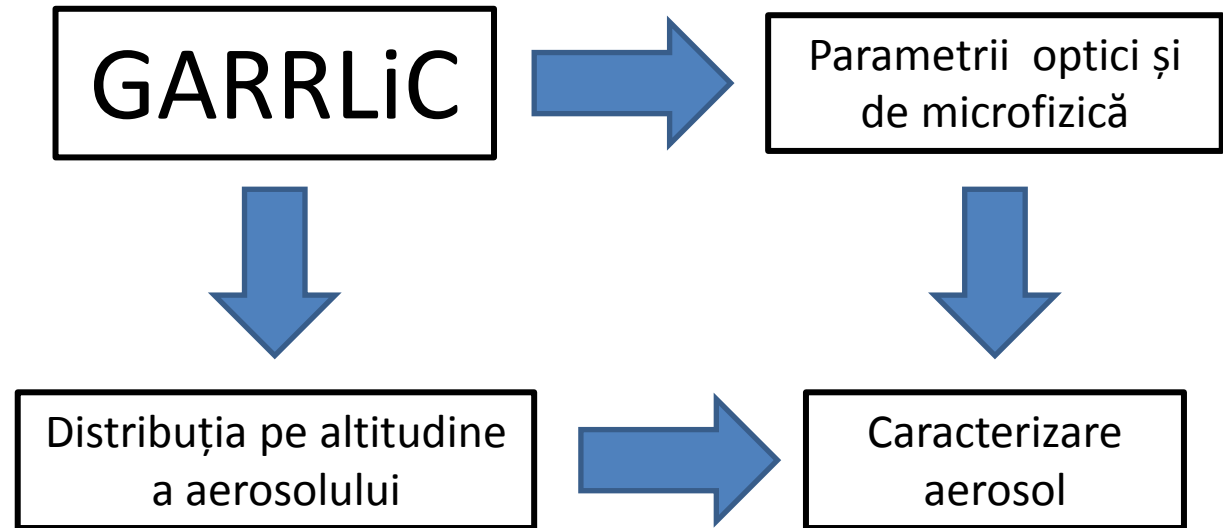 GARRLiC
Parametrii optici și
de microfizică
Distribuția pe altitudine
a aerosolului
Caracterizare
aerosol